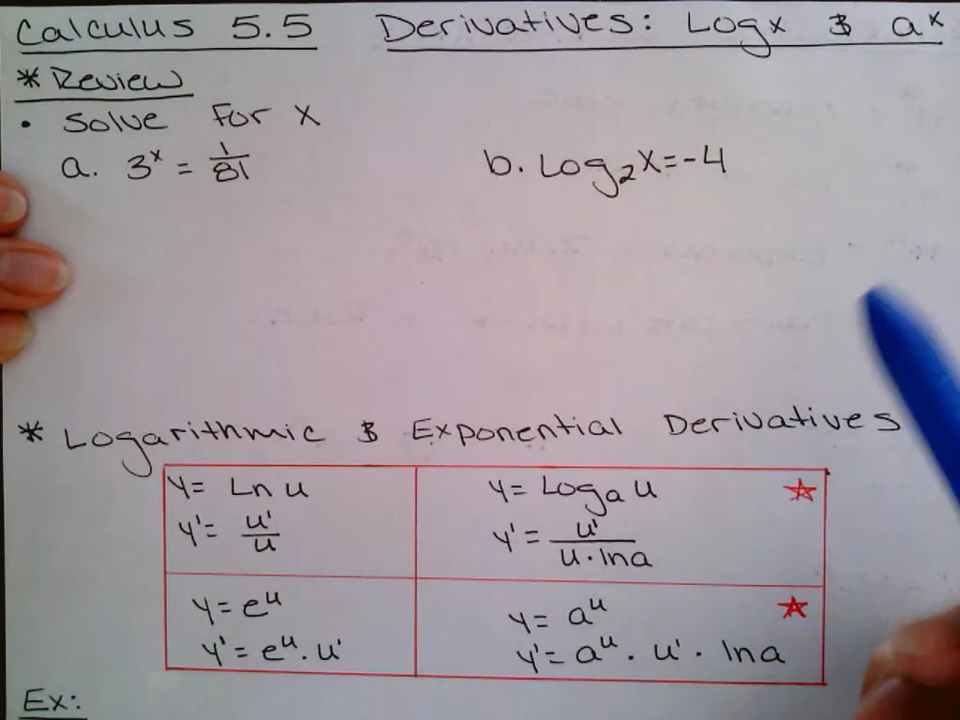 Calculus 5.5 Derivatives: Logx & a^x
* Review
• Solve for x
a. 3^x = 1/81 b. Log₂x=-4
* Logarithmic & Exponential Derivatives
y= Ln u y= Logₐ u ☆
y'= u'/u y'= u'/(u·lna)
y=e^u y= a^u ☆
y'=e^u·u' y'=a^u · u' · lna
Ex: